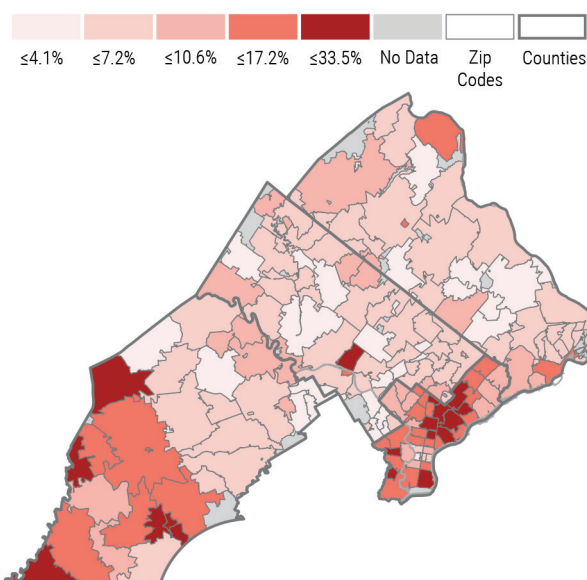 ≤4.1% ≤7.2% ≤10.6% ≤17.2% ≤33.5% No Data Zip Counties
Codes